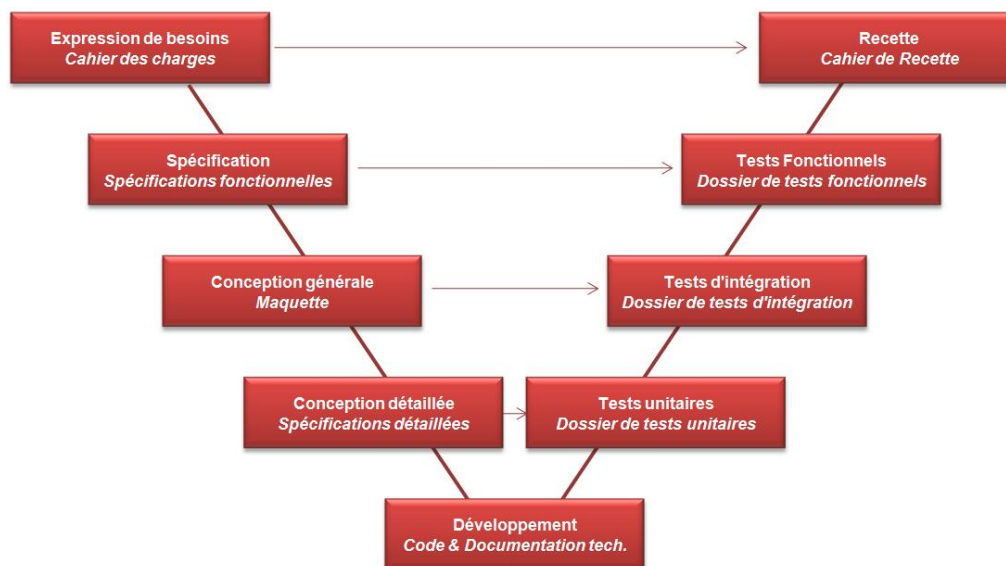 Expression de besoins
Cahier des charges
Recette
Cahier de Recette
Spécification
Spécifications fonctionnelles
Tests Fonctionnels
Dossier de tests fonctionnels
Conception générale
Maquette
Tests d'intégration
Dossier de tests d'intégration
Conception détaillée
Spécifications détaillées
Tests unitaires
Dossier de tests unitaires
Développement
Code & Documentation tech.